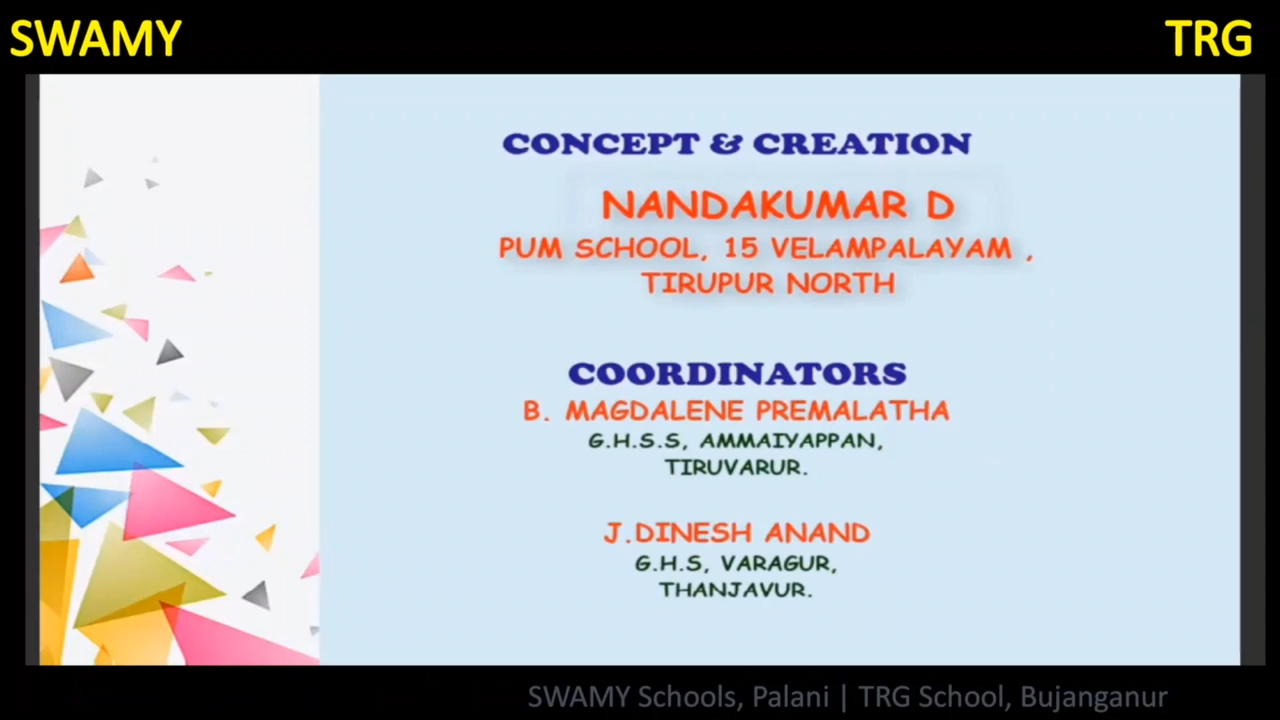 SWAMY
TRG
CONCEPT & CREATION
NANDAKUMAR D
PUM SCHOOL, 15 VELAMPALAYAM ,
TIRUPUR NORTH
COORDINATORS
B. MAGDALENE PREMALATHA
G.H.S.S, AMMAIYAPPAN,
TIRUVARUR.
J.DINESH ANAND
G.H.S, VARAGUR,
THANJAVUR.
SWAMY Schools, Palani | TRG School, Bujanganur